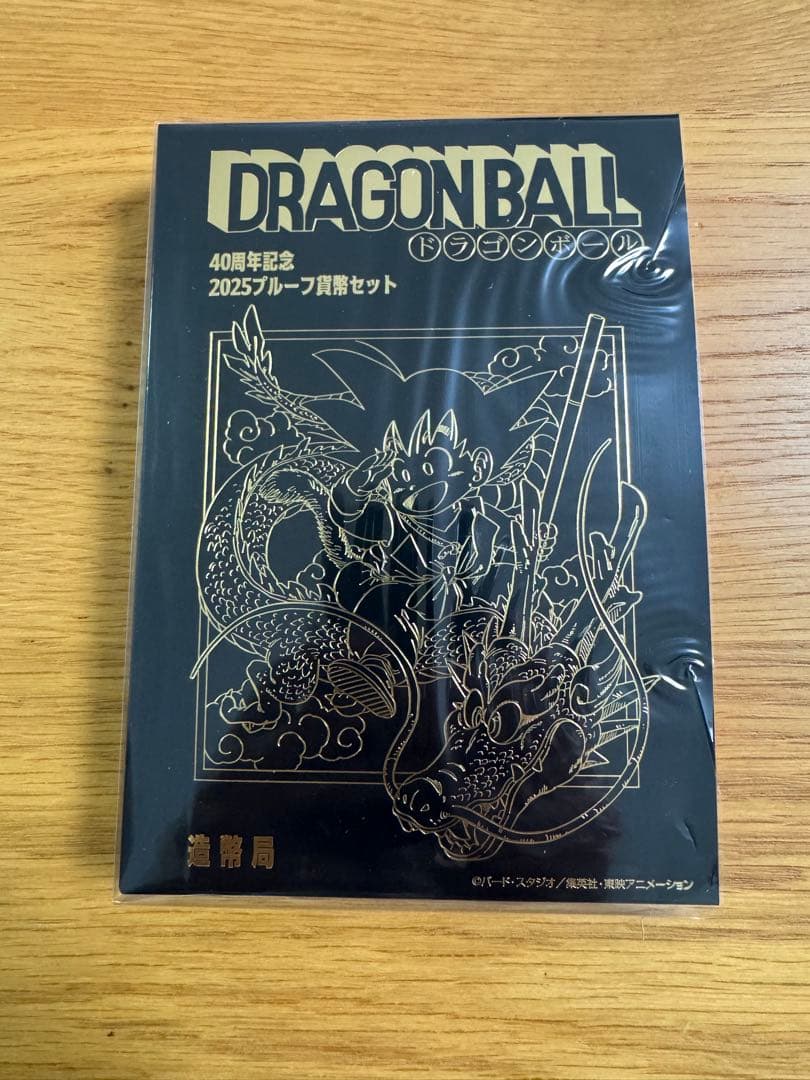 DRAGON BALL
ドラゴンボール
40周年記念
2025プルーフ貨幣セット
造幣局
©バード・スタジオ/集英社・東映アニメーション